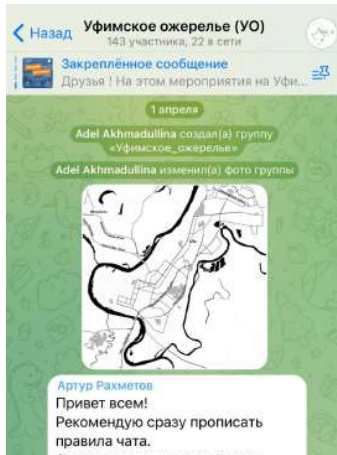 Назад
Уфимское ожерелье (УО)
143 участника, 22 в сети
Закреплённое сообщение
Друзья ! На этом мероприятия на Уфи...
1 апреля
Adel Akhmadullina создал(а) группу
«Уфимское_ожерелье»
Adel Akhmadullina изменил(а) фото группы
Артур Рахметов
Привет всем!
Рекомендую сразу прописать
правила чата.